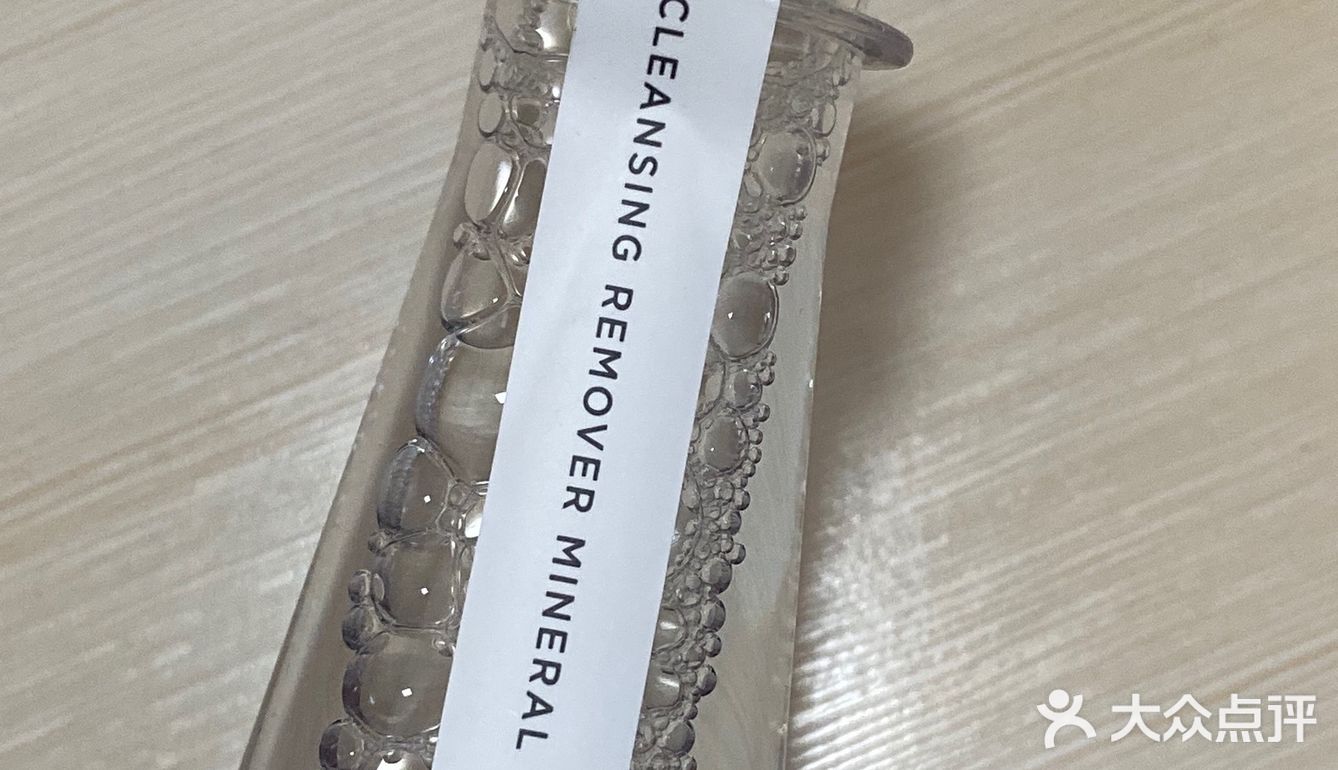 CLEANSING REMOVER MINERAL
大众点评